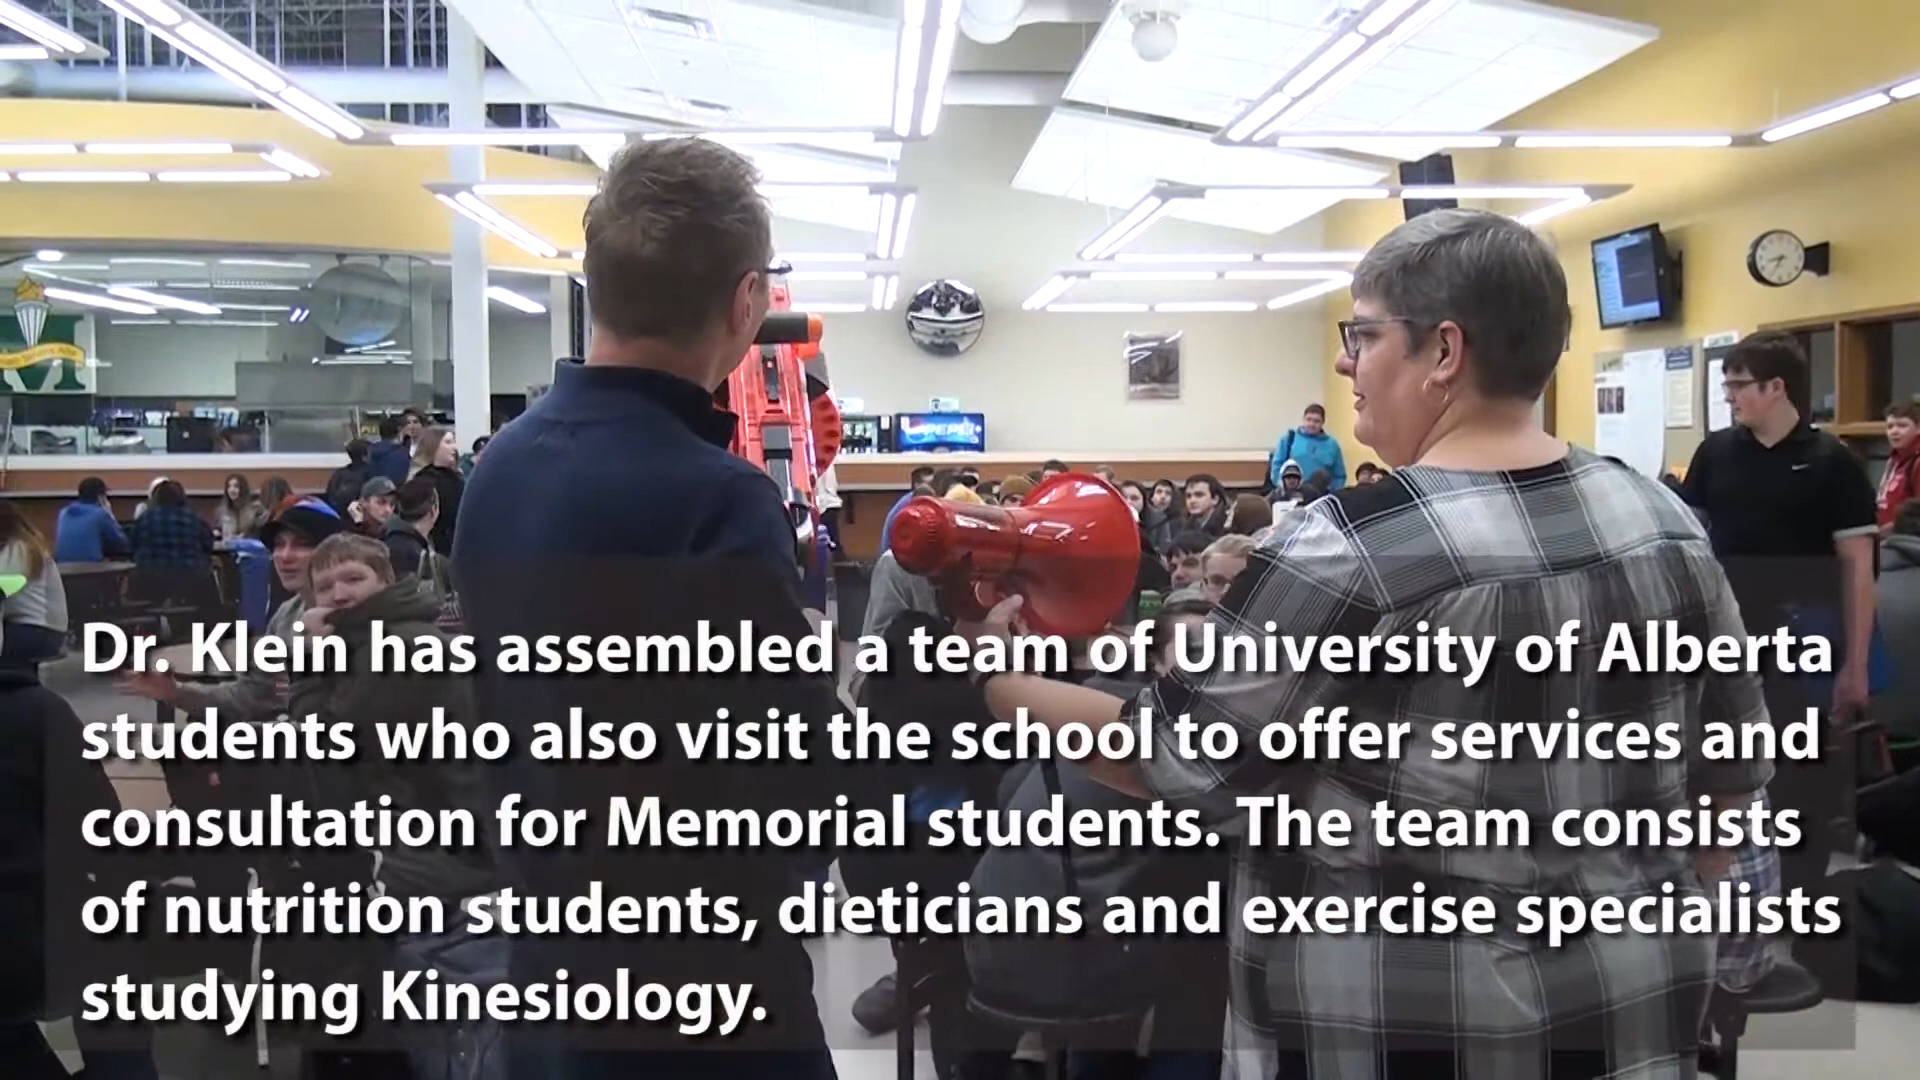 PEPSI
Dr. Klein has assembled a team of University of Alberta
students who also visit the school to offer services and
consultation for Memorial students. The team consists
of nutrition students, dieticians and exercise specialists
studying Kinesiology.